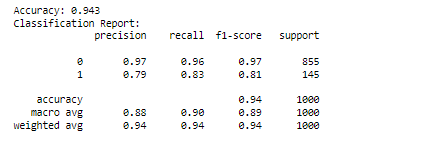 Accuracy: 0.943
Classification Report:
precision recall f1-score support
0 0.97 0.96 0.97 855
1 0.79 0.83 0.81 145
accuracy 0.94 1000
macro avg 0.88 0.90 0.89 1000
weighted avg 0.94 0.94 0.94 1000